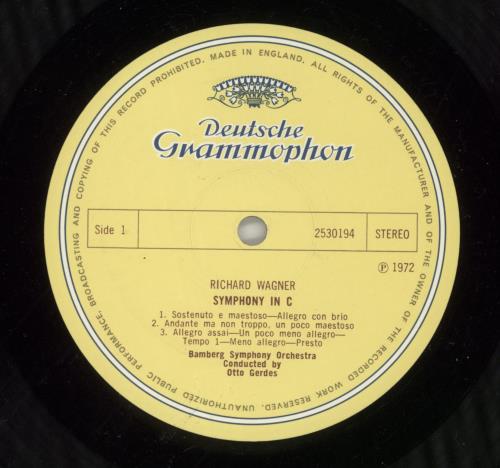 BROADCASTING AND COPYING OF THIS RECORD PROHIBITED. MADE IN ENGLAND. ALL RIGHTS OF THE MANUFACTURER AND OF THE OWNER OF THE RECORDED WORK RESERVED. UNAUTHORIZED PUBLIC PERFORMANCE,
Deutsche
Grammophon
Side 1 2530194 STEREO
Ⓟ 1972
RICHARD WAGNER
SYMPHONY IN C
1. Sostenuto e maestoso—Allegro con brio
2. Andante ma non troppo, un poco maestoso
3. Allegro assai—Un poco meno allegro—
Tempo 1—Meno allegro—Presto
Bamberg Symphony Orchestra
Conducted by
Otto Gerdes